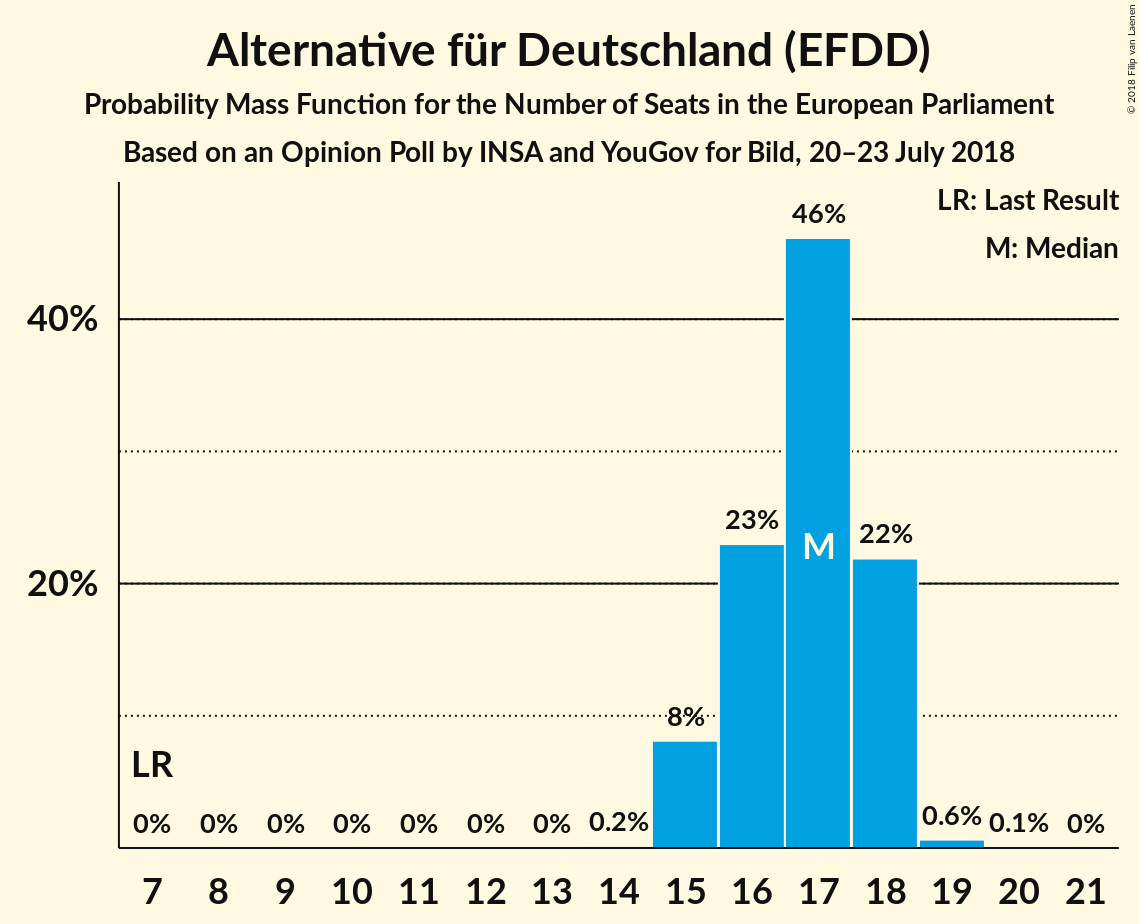 Alternative für Deutschland (EFDD)
Probability Mass Function for the Number of Seats in the European Parliament
Based on an Opinion Poll by INSA and YouGov for Bild, 20–23 July 2018
© 2018 Filip van Laenen
LR: Last Result
M: Median
46%
40%
23%
M
22%
20%
8%
LR
0% 0% 0% 0% 0% 0% 0% 0.2% 0.6% 0.1% 0%
7 8 9 10 11 12 13 14 15 16 17 18 19 20 21